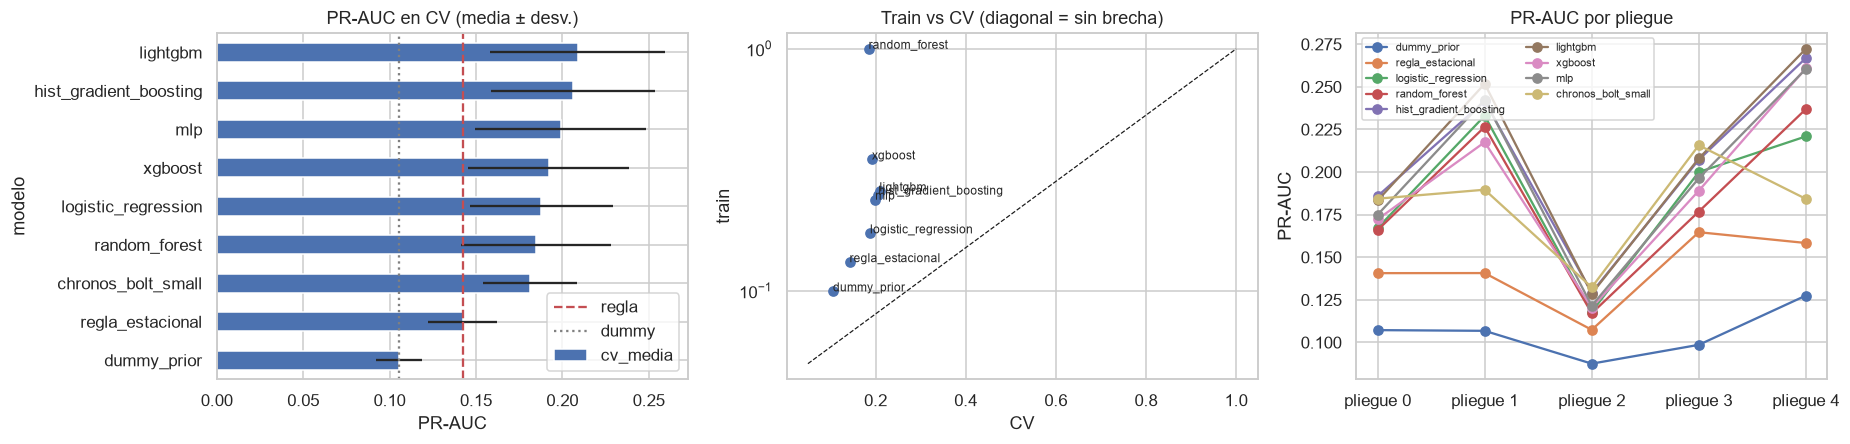 PR-AUC en CV (media ± desv.)
modelo
lightgbm
hist_gradient_boosting
mlp
xgboost
logistic_regression
random_forest
chronos_bolt_small
regla_estacional
dummy_prior
regla
dummy
cv_media
0.00 0.05 0.10 0.15 0.20 0.25
PR-AUC
Train vs CV (diagonal = sin brecha)
train
10⁰
10⁻¹
random_forest
xgboost
lightgbm
hist_gradient_boosting
mlp
logistic_regression
regla_estacional
dummy_prior
0.2 0.4 0.6 0.8 1.0
CV
PR-AUC por pliegue
PR-AUC
0.275
0.250
0.225
0.200
0.175
0.150
0.125
0.100
dummy_prior
regla_estacional
logistic_regression
random_forest
hist_gradient_boosting
lightgbm
xgboost
mlp
chronos_bolt_small
pliegue 0 pliegue 1 pliegue 2 pliegue 3 pliegue 4